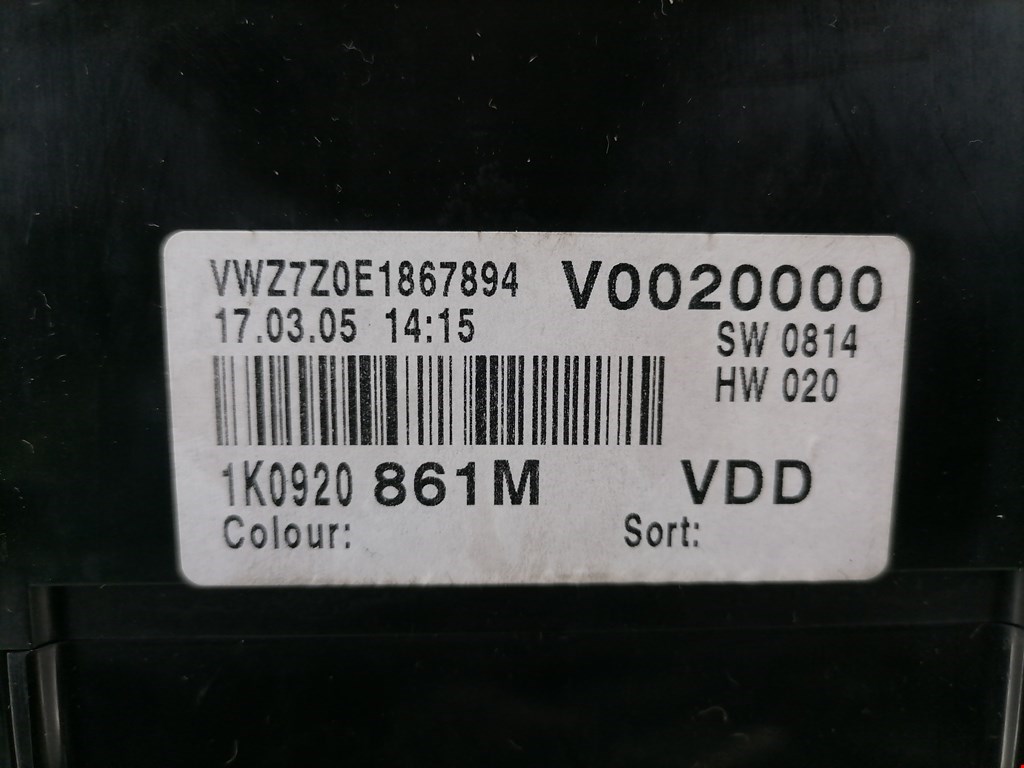 VWZ7Z0E1867894 V0020000
17.03.05 14:15 SW 0814
HW 020
1K0920 861M VDD
Colour: Sort: